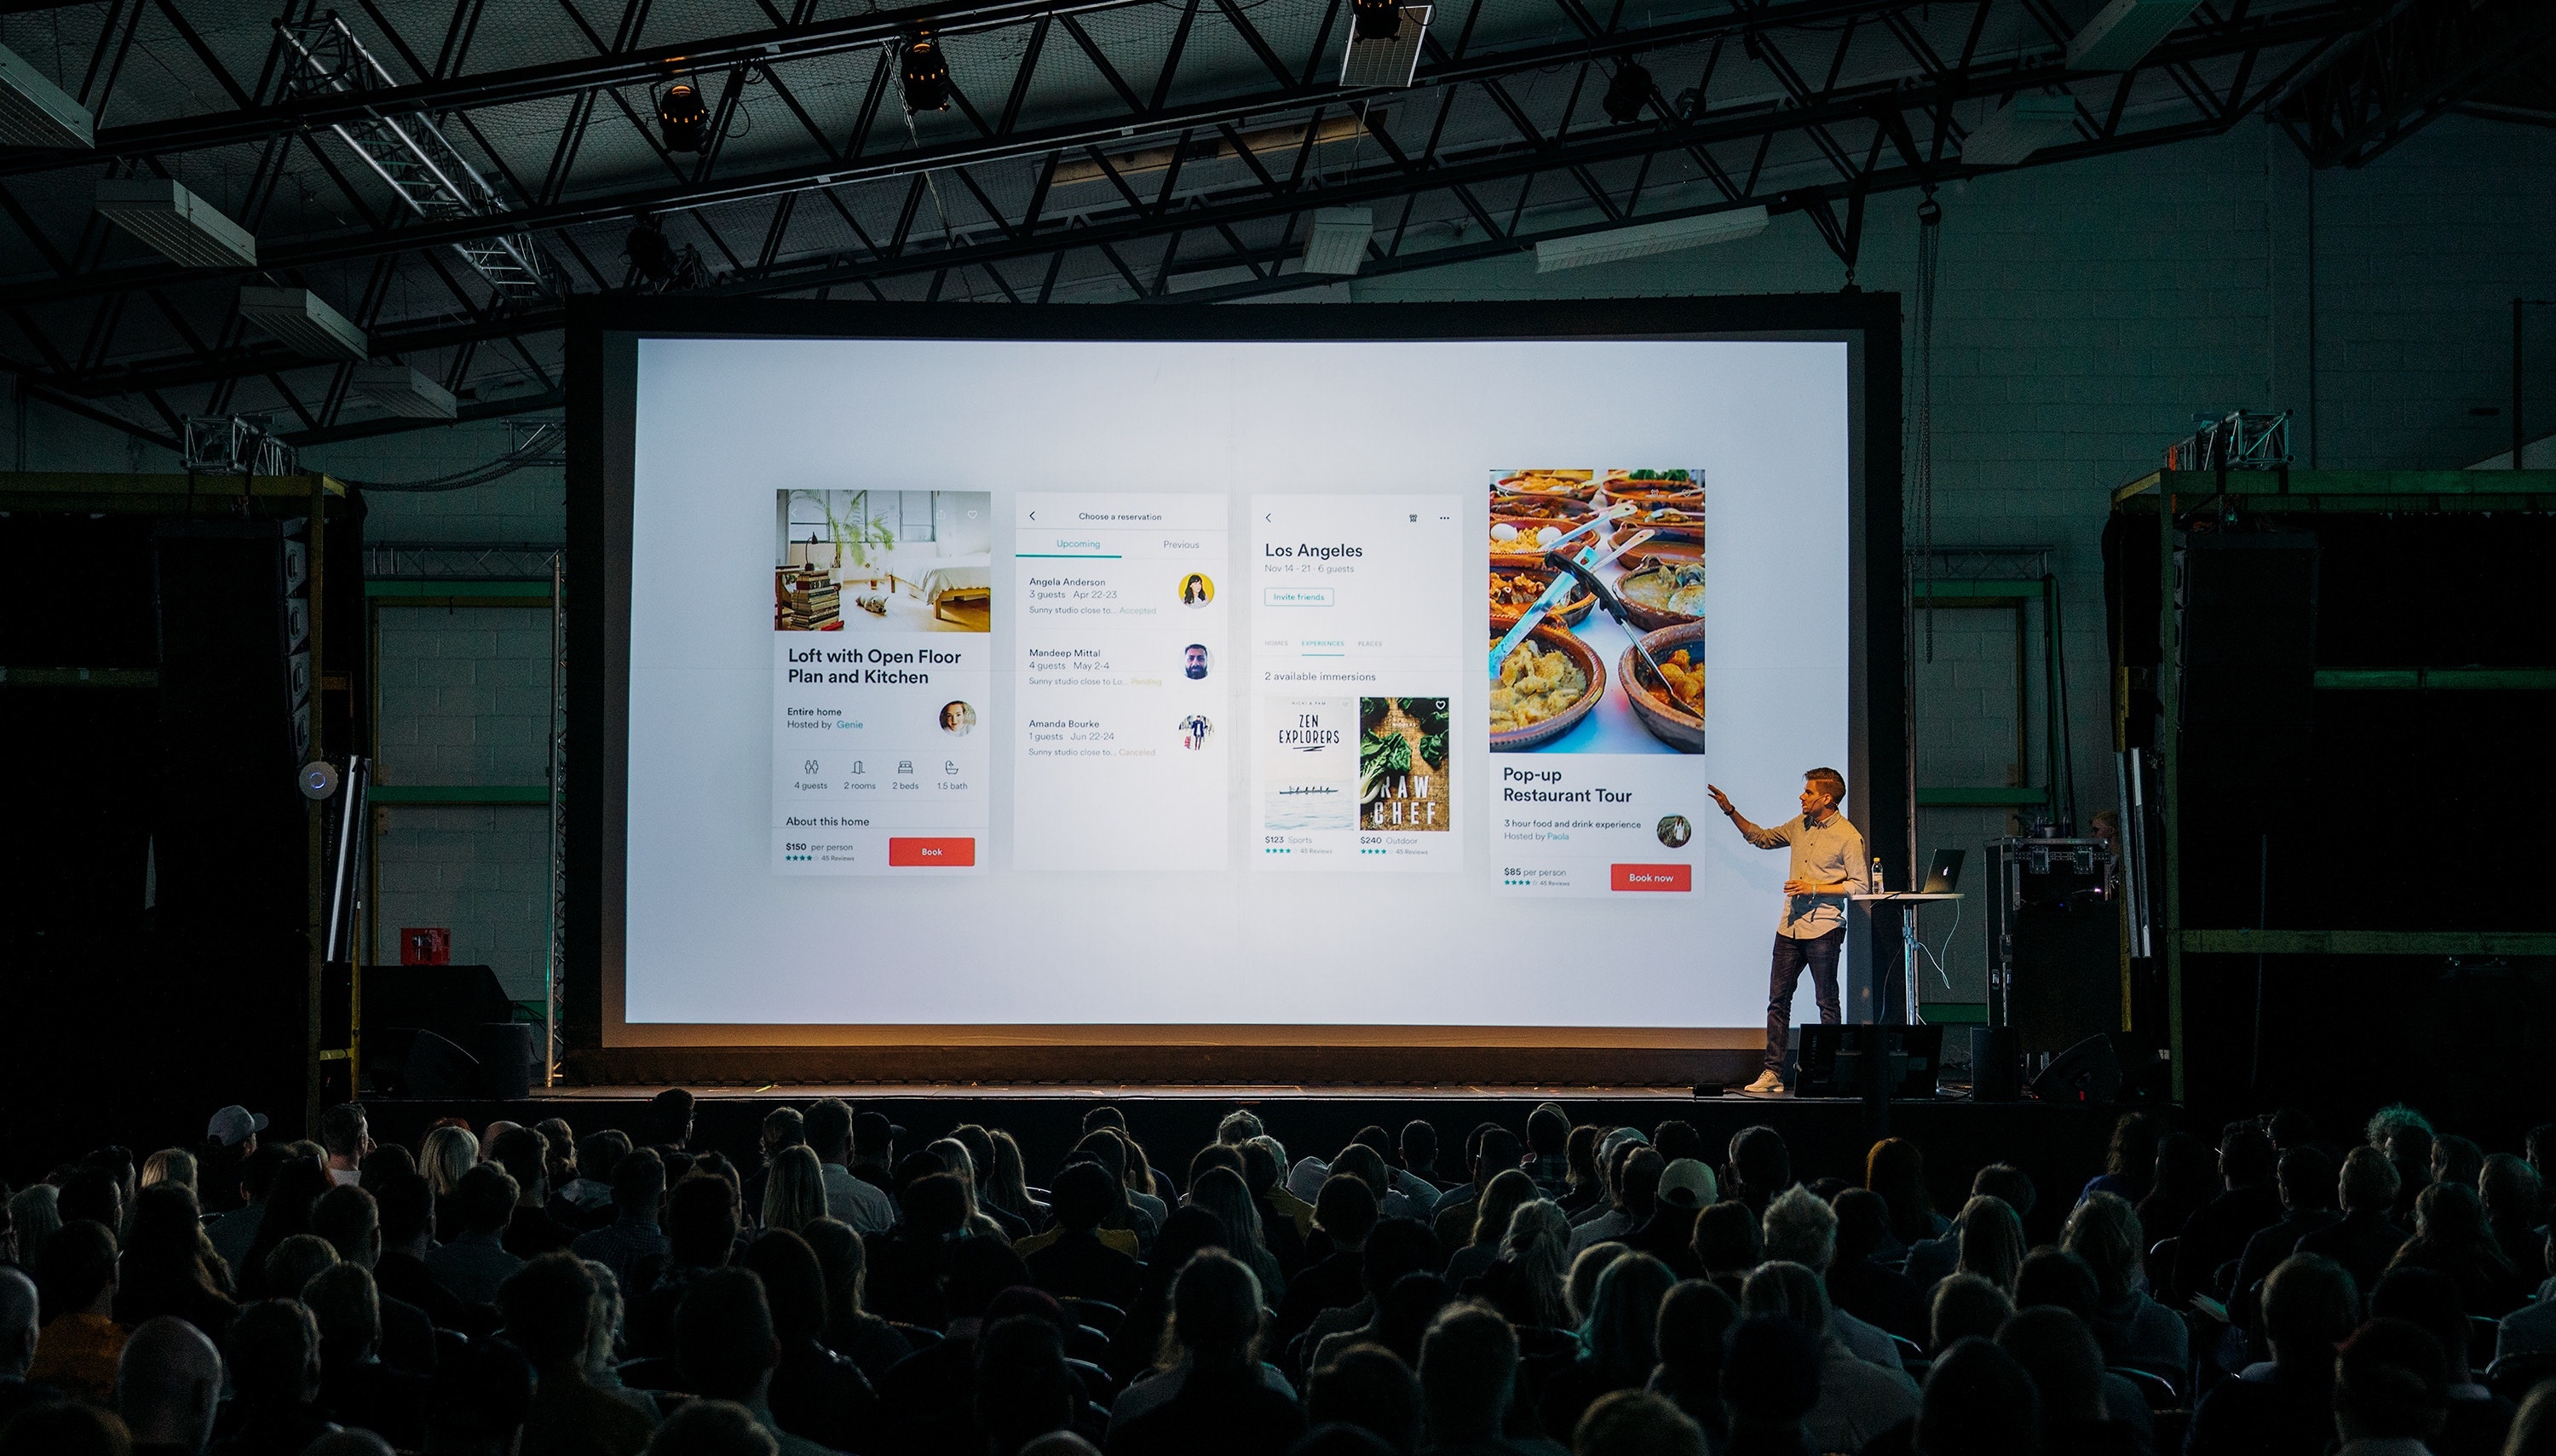 Loft with Open Floor
Plan and Kitchen
Entire home
Hosted by Genie
4 guests
2 rooms
2 beds
1.5 bath
About this home
$150 per person
45 Reviews
Book
Choose a reservation
Upcoming
Previous
Angela Anderson
3 guests Apr 22-23
Sunny studio close to... Accepted
Mandeep Mittal
4 guests May 2-4
Sunny studio close to Lo... Pending
Amanda Bourke
1 guests Jun 22-24
Sunny studio close to... Canceled
Los Angeles
Nov 14 - 21 · 6 guests
Invite friends
HOMES
EXPERIENCES
PLACES
2 available immersions
ZEN
EXPLORERS
$123 Sports
45 Reviews
RAW
CHEF
$240 Outdoor
45 Reviews
Pop-up
Restaurant Tour
3 hour food and drink experience
Hosted by Paola
$85 per person
45 Reviews
Book now